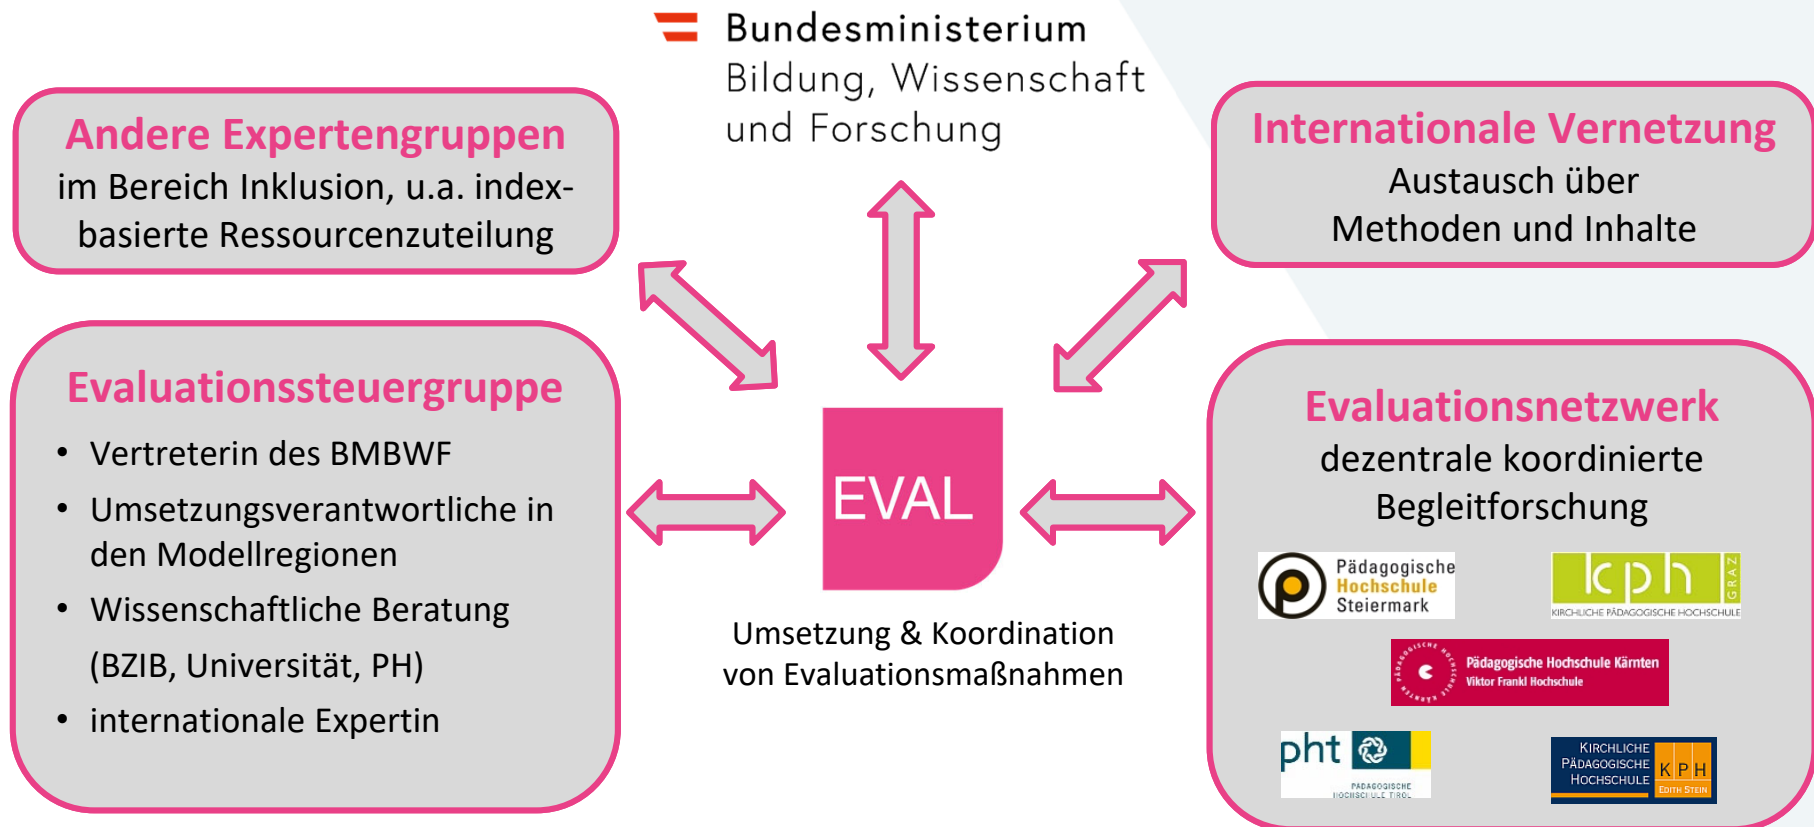 Bundesministerium
Bildung, Wissenschaft
und Forschung
Andere Expertengruppen
im Bereich Inklusion, u.a. index-
basierte Ressourcenzuteilung
Internationale Vernetzung
Austausch über
Methoden und Inhalte
Evaluationssteuergruppe
• Vertreterin des BMBWF
• Umsetzungsverantwortliche in
den Modellregionen
• Wissenschaftliche Beratung
(BZIB, Universität, PH)
• internationale Expertin
EVAL
Umsetzung & Koordination
von Evaluationsmaßnahmen
Evaluationsnetzwerk
dezentrale koordinierte
Begleitforschung
Pädagogische
Hochschule
Steiermark
kph
GRAZ
KIRCHLICHE PÄDAGOGISCHE HOCHSCHULE
PÄDAGOGISCHE HOCHSCHULE KÄRNTEN
Pädagogische Hochschule Kärnten
Viktor Frankl Hochschule
pht
PÄDAGOGISCHE
HOCHSCHULE TIROL
KIRCHLICHE
PÄDAGOGISCHE
HOCHSCHULE
KPH
EDITH STEIN